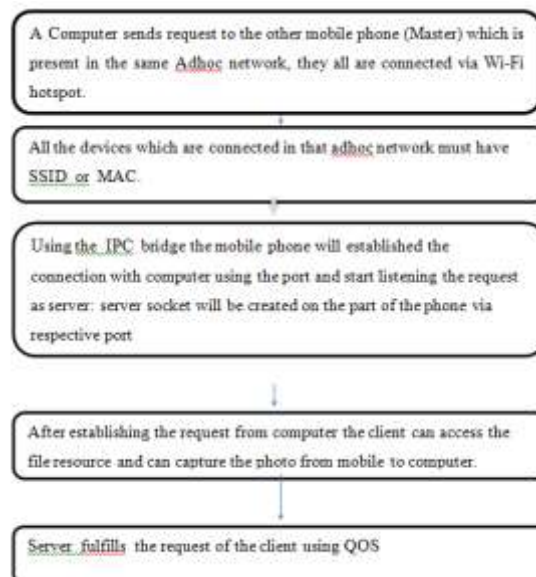 A Computer sends request to the other mobile phone (Master) which is
present in the same Adhoc network, they all are connected via Wi-Fi
hotspot.
All the devices which are connected in that adhoc network must have
SSID or MAC.
Using the IPC bridge the mobile phone will established the
connection with computer using the port and start listening the request
as server: server socket will be created on the part of the phone via
respective port
After establishing the request from computer the client can access the
file resource and can capture the photo from mobile to computer.
Server fulfills the request of the client using QOS